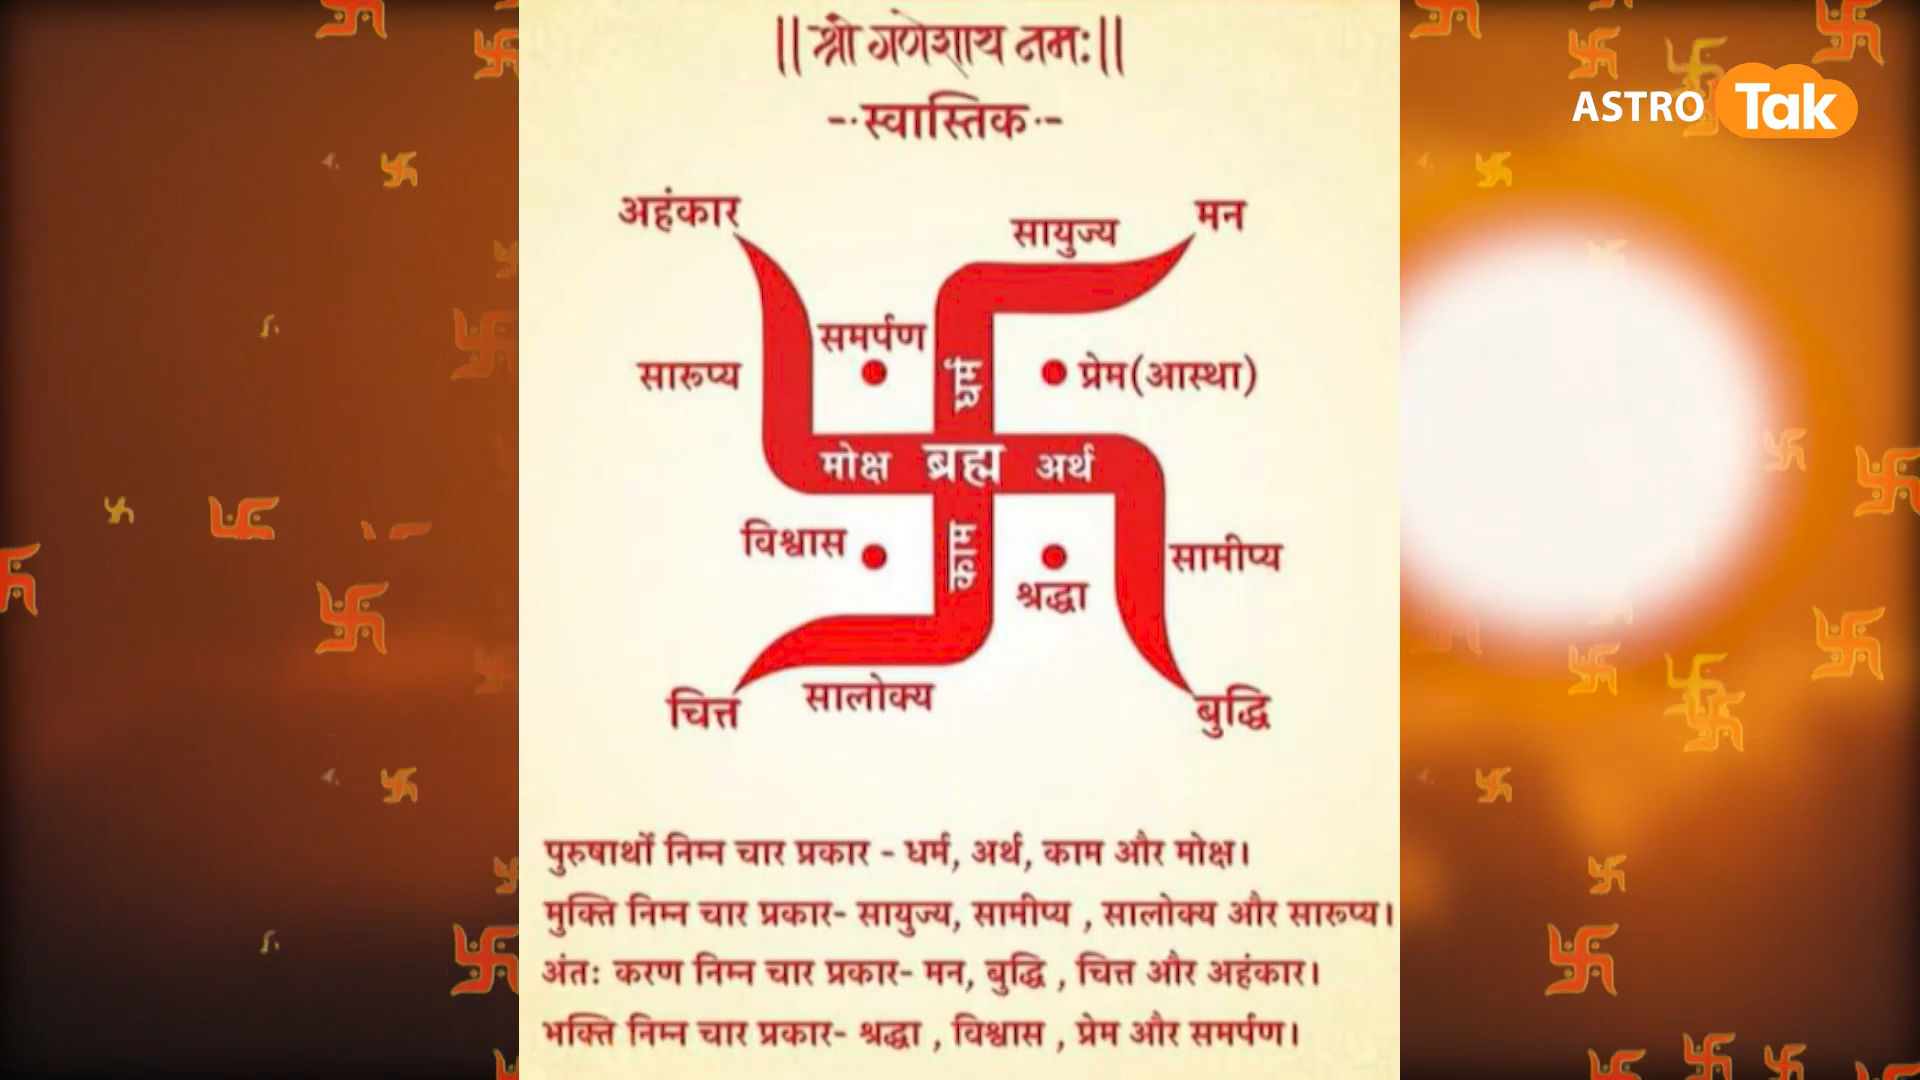 ||श्री गणेशाय नमः||
ASTRO Tak
-·स्वास्तिक·-
अहंकार
मन
सायुज्य
समर्पण
सारूप्य
प्रेम(आस्था)
धर्म
मोक्ष ब्रह्म अर्थ
काम
विश्वास
सामीप्य
श्रद्धा
चित्त
सालोक्य
बुद्धि
पुरुषार्थों निम्न चार प्रकार - धर्म, अर्थ, काम और मोक्ष।
मुक्ति निम्न चार प्रकार- सायुज्य, सामीप्य , सालोक्य और सारूप्य।
अंतः करण निम्न चार प्रकार- मन, बुद्धि , चित्त और अहंकार।
भक्ति निम्न चार प्रकार- श्रद्धा , विश्वास , प्रेम और समर्पण।